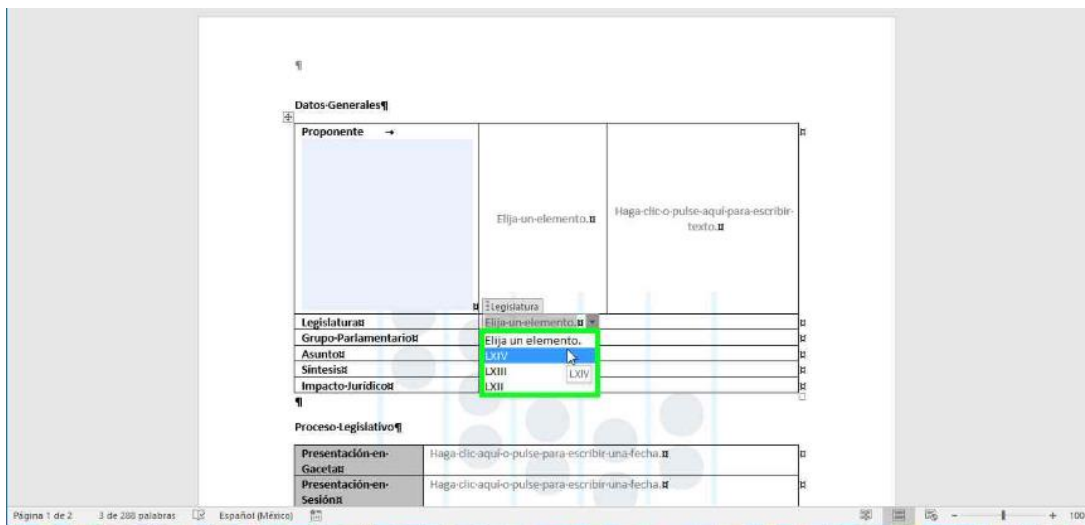 ¶
Datos·Generales¶
Proponente → ¤
Elija·un·elemento.¤
Haga·clic·o·pulse·aquí·para·escribir·
texto.¤
¤
Legislatura
Legislatura¤ Elija·un·elemento.¤ ¤
Grupo·Parlamentario¤ Elija un elemento. ¤
Asunto¤ LXIV ¤
Síntesis¤ LXIII LXIV ¤
Impacto·Jurídico¤ LXII ¤
¶
Proceso·Legislativo¶
Presentación·en· Haga·clic·aquí·o·pulse·para·escribir·una·fecha.¤ ¤
Gaceta¤
Presentación·en· Haga·clic·aquí·o·pulse·para·escribir·una·fecha.¤ ¤
Sesión¤
Página 1 de 2 3 de 288 palabras Español (México) - + 100